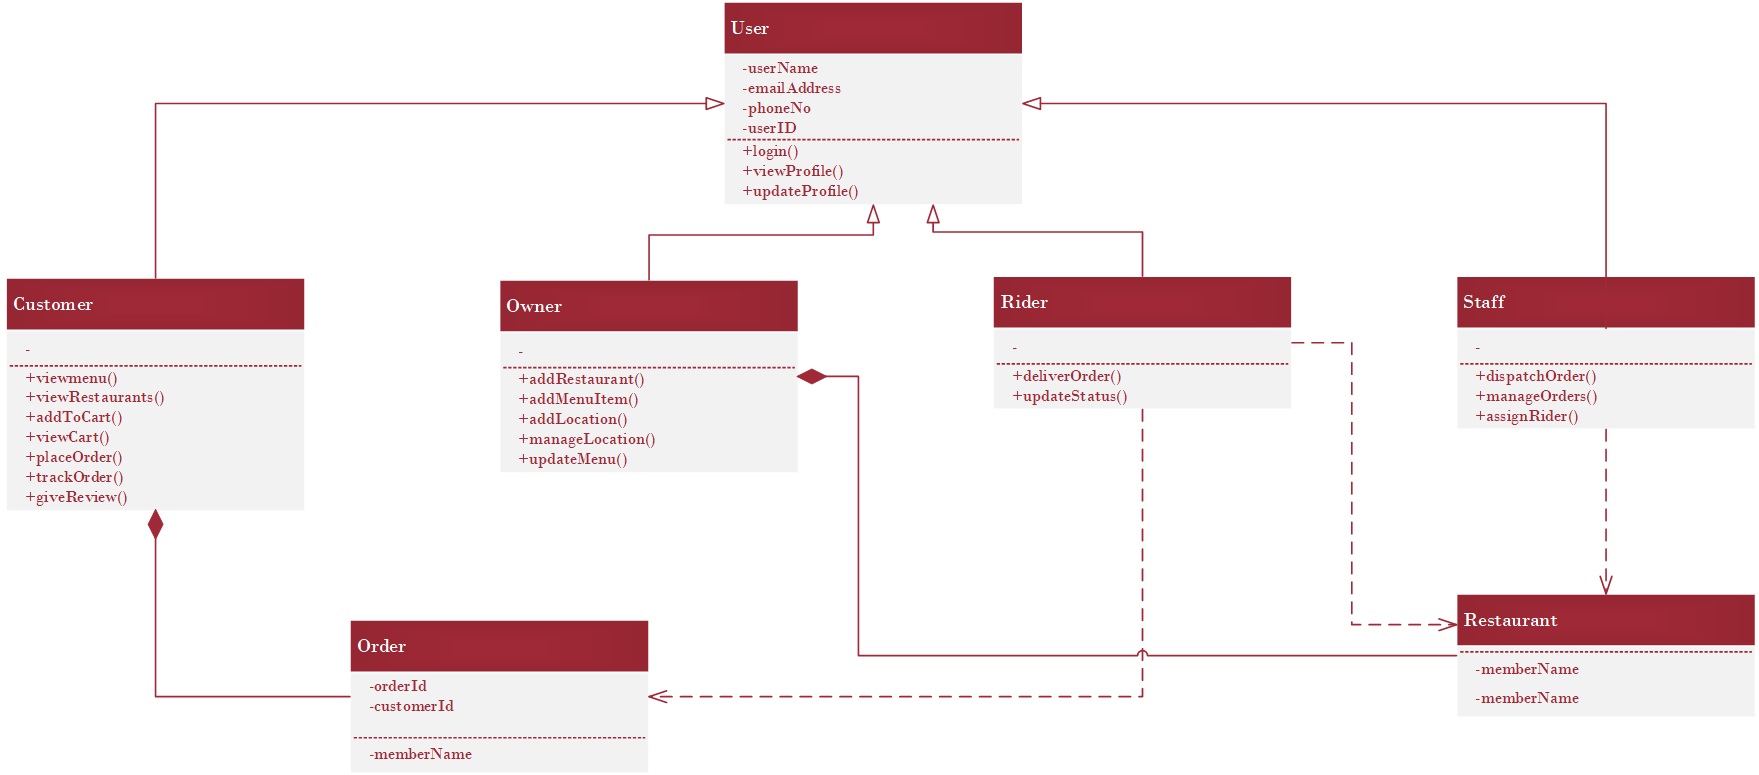 User
-userName
-emailAddress
-phoneNo
-userID
+login()
+viewProfile()
+updateProfile()
Customer
-
+viewmenu()
+viewRestaurants()
+addToCart()
+viewCart()
+placeOrder()
+trackOrder()
+giveReview()
Owner
-
+addRestaurant()
+addMenuItem()
+addLocation()
+manageLocation()
+updateMenu()
Rider
-
+deliverOrder()
+updateStatus()
Staff
-
+dispatchOrder()
+manageOrders()
+assignRider()
Order
-orderId
-customerId
-memberName
Restaurant
-memberName
-memberName